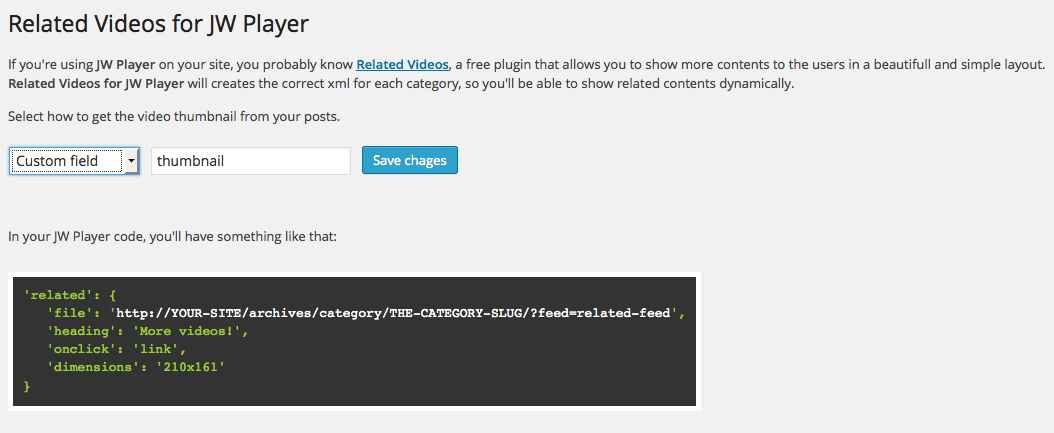 Related Videos for JW Player
If you're using JW Player on your site, you probably know Related Videos, a free plugin that allows you to show more contents to the users in a beautifull and simple layout.
Related Videos for JW Player will creates the correct xml for each category, so you'll be able to show related contents dynamically.
Select how to get the video thumbnail from your posts.
Custom field thumbnail Save chages
In your JW Player code, you'll have something like that:
'related': {
'file': 'http://YOUR-SITE/archives/category/THE-CATEGORY-SLUG/?feed=related-feed',
'heading': 'More videos!',
'onclick': 'link',
'dimensions': '210x161'
}